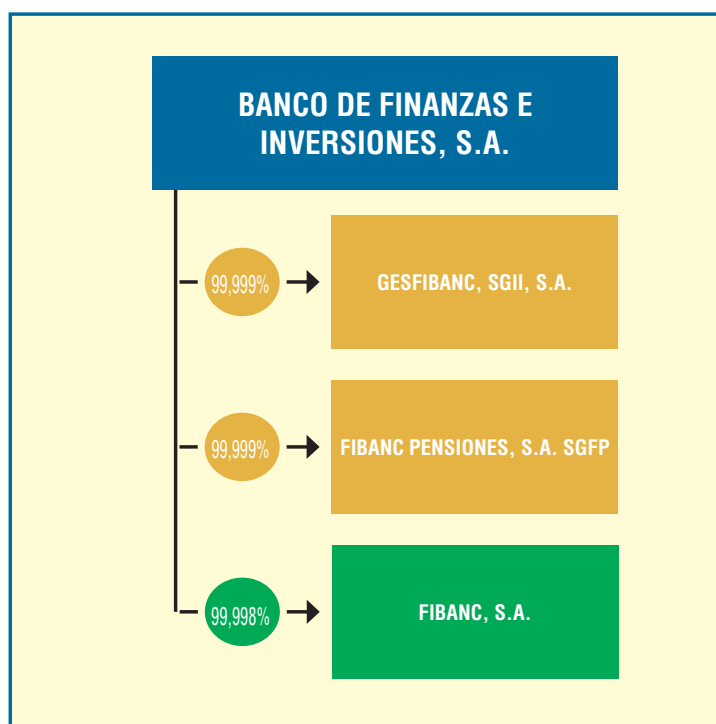 BANCO DE FINANZAS E
INVERSIONES, S.A.
99,999%
GESFIBANC, SGII, S.A.
99,999%
FIBANC PENSIONES, S.A. SGFP
99,998%
FIBANC, S.A.